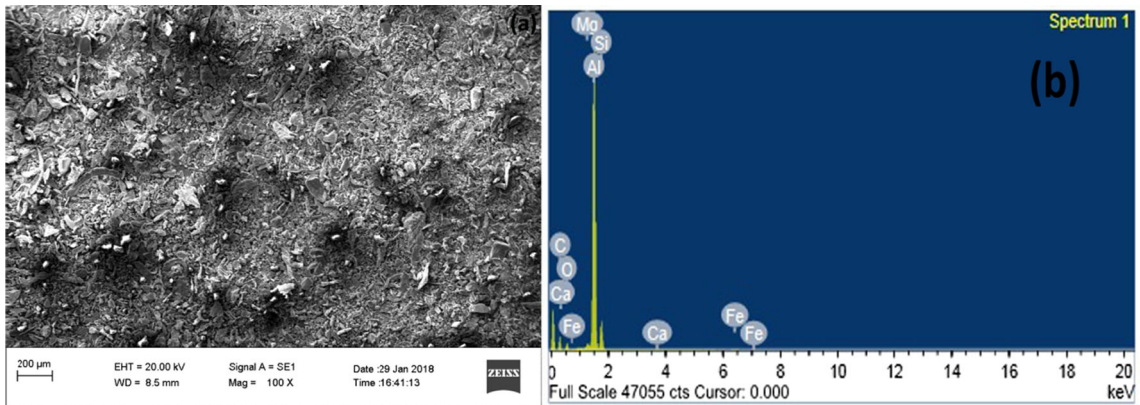 (a)
200 µm
EHT = 20.00 kV
WD = 8.5 mm
Signal A = SE1
Mag = 100 X
Date :29 Jan 2018
Time :16:41:13
ZEISS
Spectrum 1
(b)
Mg
Si
Al
C
O
Ca
Fe
Ca
Fe
Fe
0 2 4 6 8 10 12 14 16 18 20
Full Scale 47055 cts Cursor: 0.000
keV